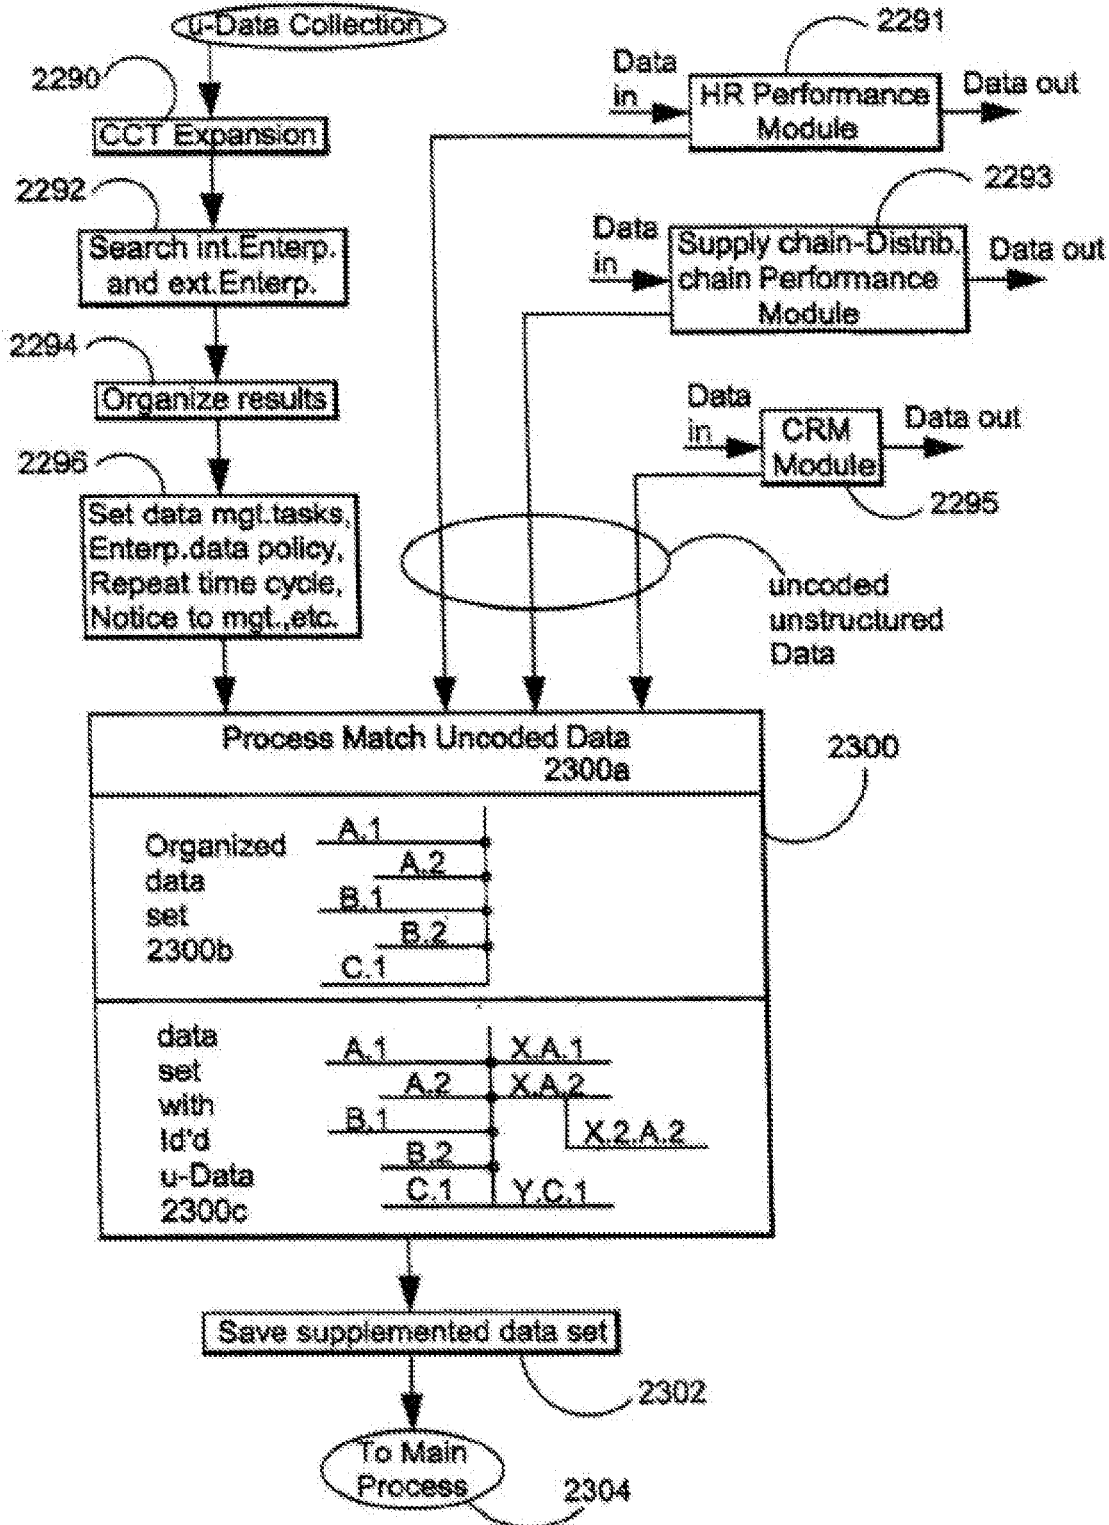 u-Data Collection
2290
CCT Expansion
2292
Search int.Enterp.
and ext.Enterp.
2294
Organize results
2296
Set data mgt.tasks,
Enterp.data policy,
Repeat time cycle,
Notice to mgt.,etc.
2291
Data
in
HR Performance
Module
Data out
2293
Data
in
Supply chain-Distrib.
chain Performance
Module
Data out
Data
in
CRM
Module
Data out
2295
uncoded
unstructured
Data
Process Match Uncoded Data
2300a
2300
Organized
data
set
2300b
A.1
A.2
B.1
B.2
C.1
data
set
with
Id'd
u-Data
2300c
A.1 X.A.1
A.2 X.A.2
B.1 X.2.A.2
B.2
C.1 Y.C.1
Save supplemented data set
2302
To Main
Process
2304